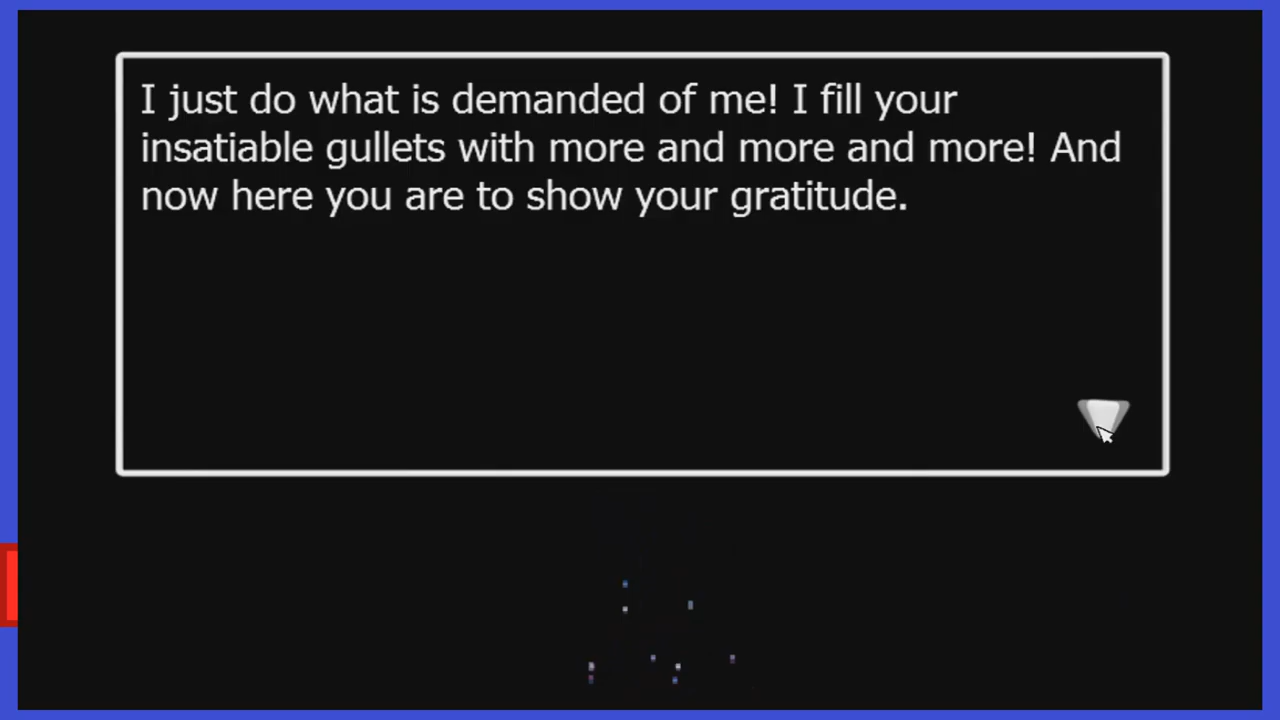 I just do what is demanded of me! I fill your
insatiable gullets with more and more and more! And
now here you are to show your gratitude.